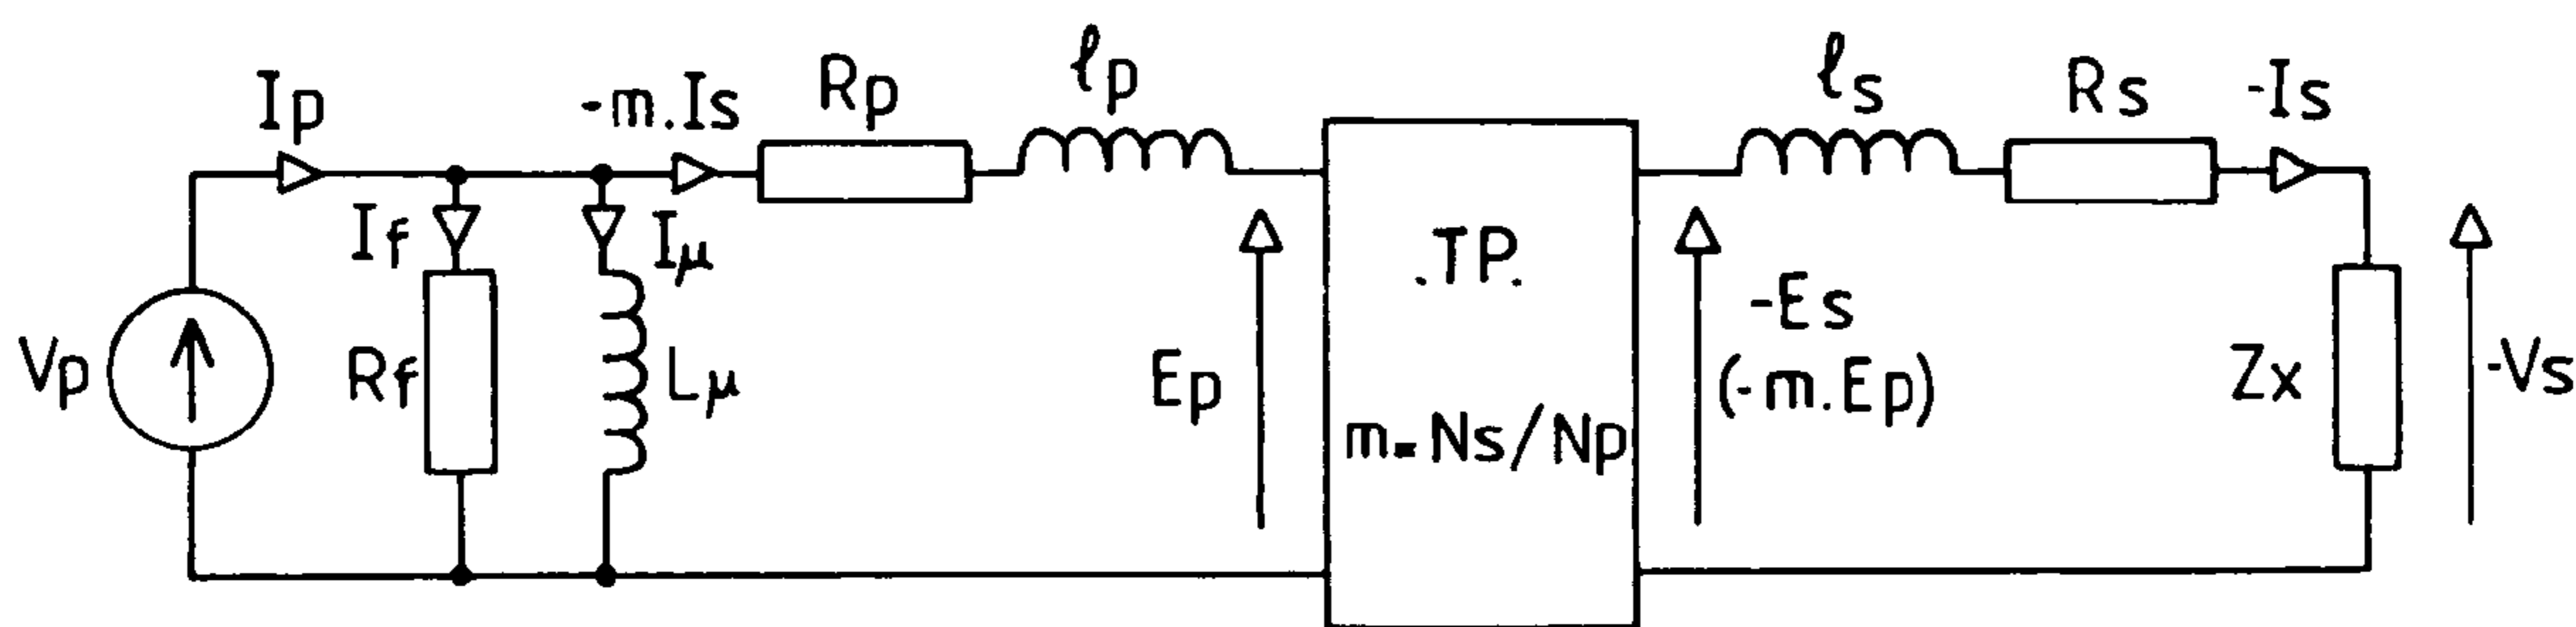 Ip
-m.Is
Rp
ℓp
ℓs
Rs
-Is
If
Iμ
Vp
Rf
Lμ
Ep
.TP.
m=Ns/Np
-Es
(-m.Ep)
Zx
-Vs